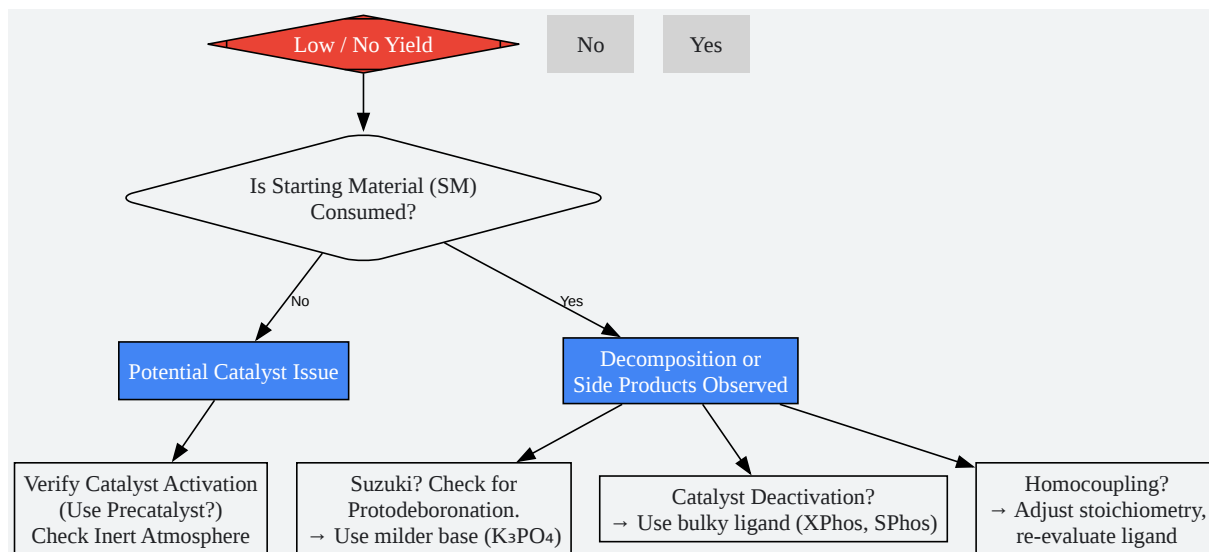 Low / No Yield
No
Yes
Is Starting Material (SM)
Consumed?
No
Yes
Potential Catalyst Issue
Decomposition or
Side Products Observed
Verify Catalyst Activation
(Use Precatalyst?)
Check Inert Atmosphere
Suzuki? Check for
Protodeboronation.
→ Use milder base (K₃PO₄)
Catalyst Deactivation?
→ Use bulky ligand (XPhos, SPhos)
Homocoupling?
→ Adjust stoichiometry,
re-evaluate ligand